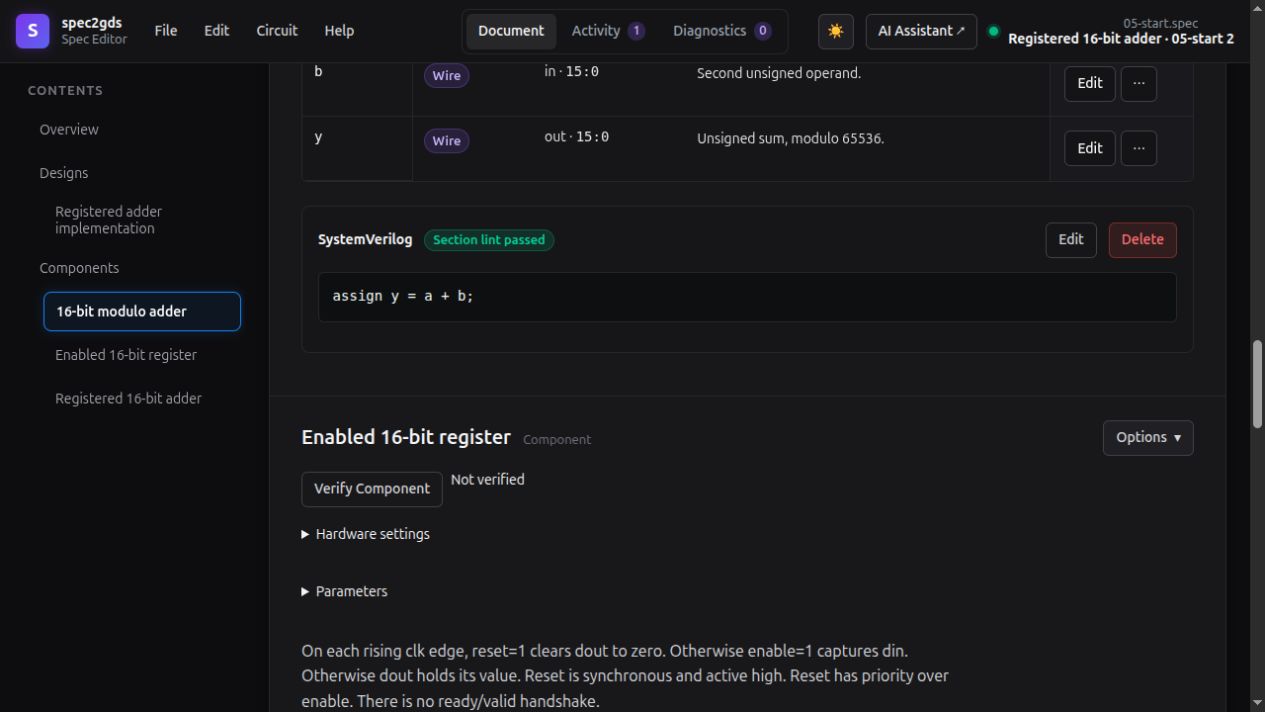 S
spec2gds
Spec Editor
File Edit Circuit Help
Document Activity 1 Diagnostics 0
☀️ AI Assistant ↗
05-start.spec
Registered 16-bit adder · 05-start 2
CONTENTS
Overview
Designs
Registered adder
implementation
Components
16-bit modulo adder
Enabled 16-bit register
Registered 16-bit adder
b Wire in · 15:0 Second unsigned operand. Edit ...
y Wire out · 15:0 Unsigned sum, modulo 65536. Edit ...
SystemVerilog Section lint passed Edit Delete
assign y = a + b;
Enabled 16-bit register Component Options ▾
Verify Component Not verified
▶ Hardware settings
▶ Parameters
On each rising clk edge, reset=1 clears dout to zero. Otherwise enable=1 captures din.
Otherwise dout holds its value. Reset is synchronous and active high. Reset has priority over
enable. There is no ready/valid handshake.